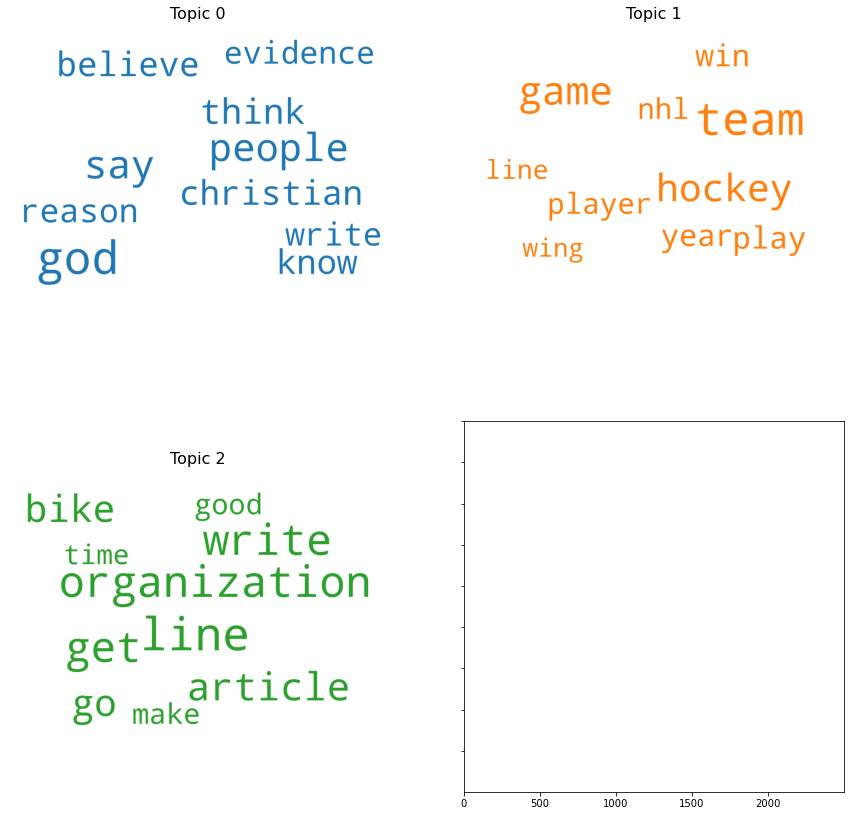 Topic 0
believe
evidence
think
people
say
christian
reason
write
god
know
Topic 1
win
game
nhl
team
line
hockey
player
year play
wing
Topic 2
bike
good
write
time
organization
line
get
article
go
make
0 500 1000 1500 2000